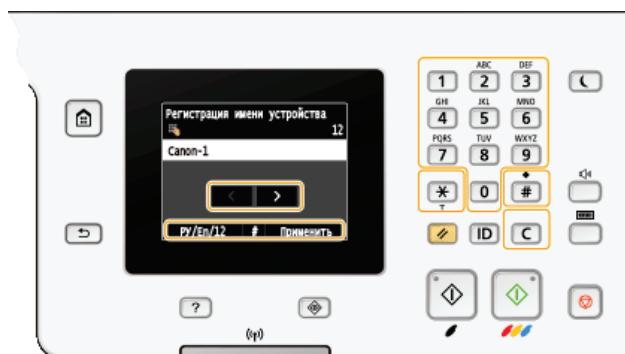 Регистрация имени устройства
12
Canon-1
< >
РУ/En/12 # Применить
ABC DEF
1 2 3
GHI JKL MNO
4 5 6
PQRS TUV WXYZ
7 8 9
* 0 #
T
ID C
?